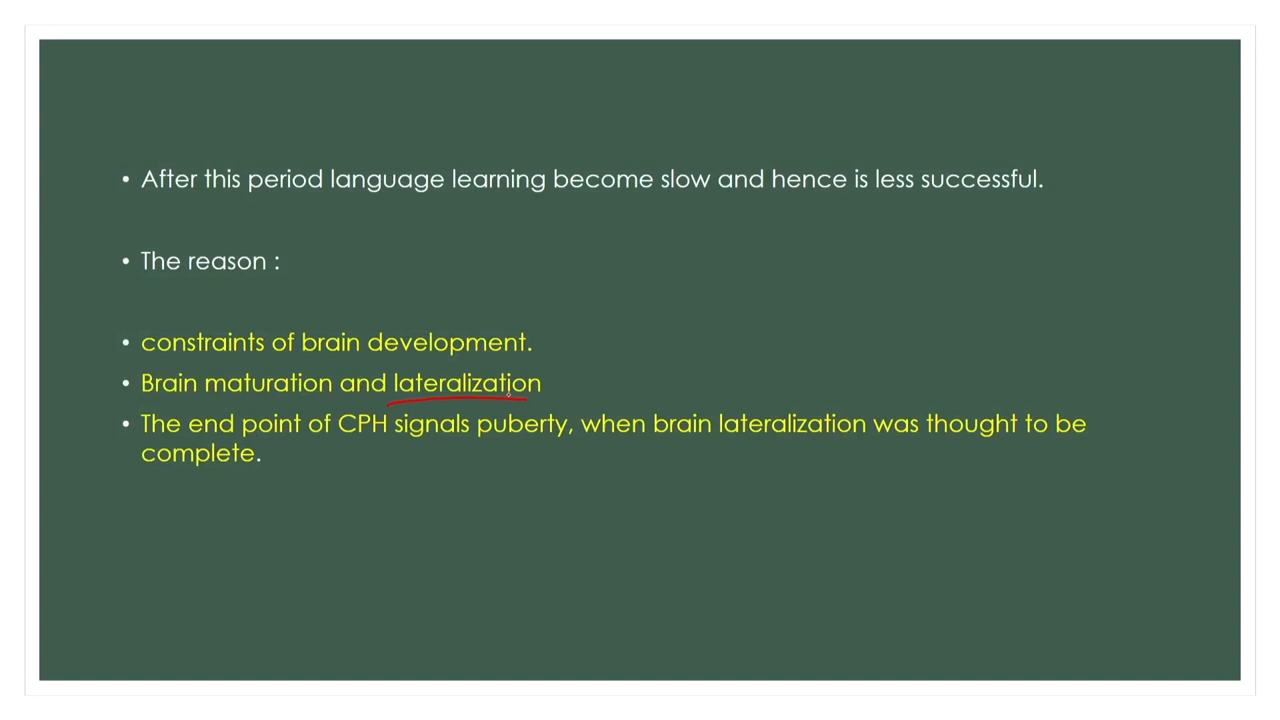 • After this period language learning become slow and hence is less successful.
• The reason :
• constraints of brain development.
• Brain maturation and lateralization
• The end point of CPH signals puberty, when brain lateralization was thought to be
complete.